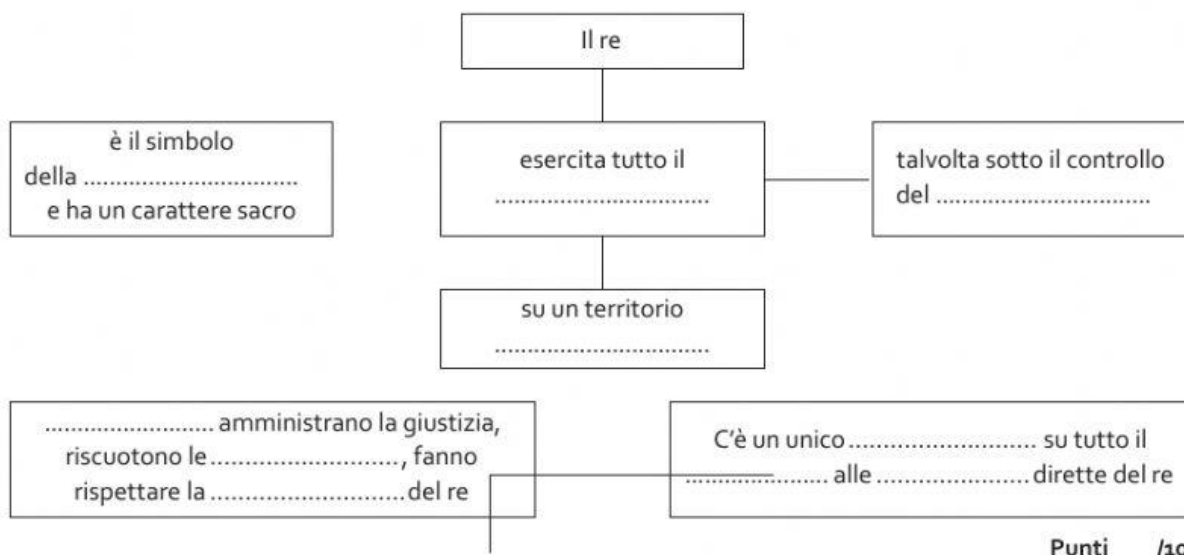 Il re
è il simbolo
della .................................
e ha un carattere sacro
esercita tutto il
.................................
talvolta sotto il controllo
del .................................
su un territorio
.................................
.......................... amministrano la giustizia,
riscuotono le ............................., fanno
rispettare la .............................. del re
C'è un unico ............................. su tutto il
...................... alle ........................ dirette del re
Punti /10